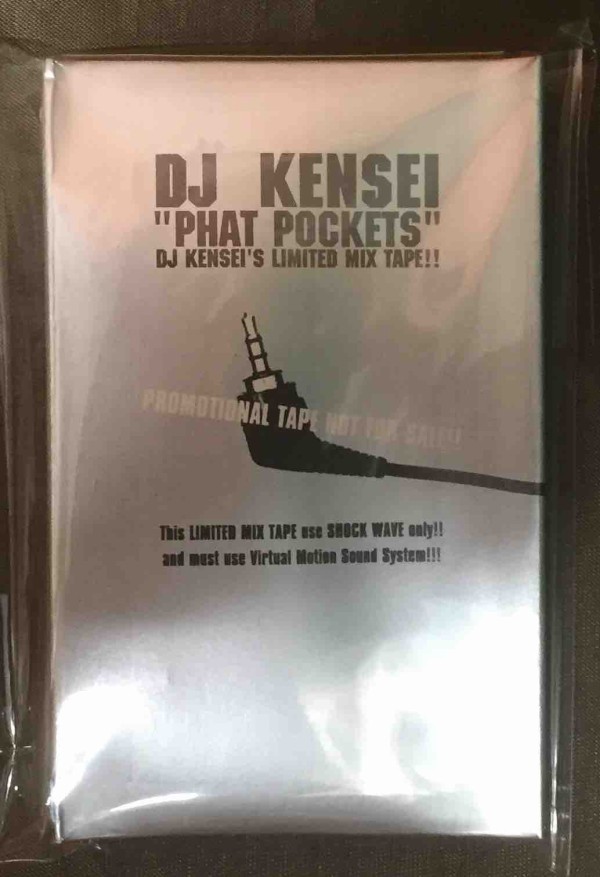 DJ KENSEI
"PHAT POCKETS"
DJ KENSEI'S LIMITED MIX TAPE!!
PROMOTIONAL TAPE NOT FOR SALE!!
This LIMITED MIX TAPE use SHOCK WAVE only!!
and must use Virtual Motion Sound System!!!